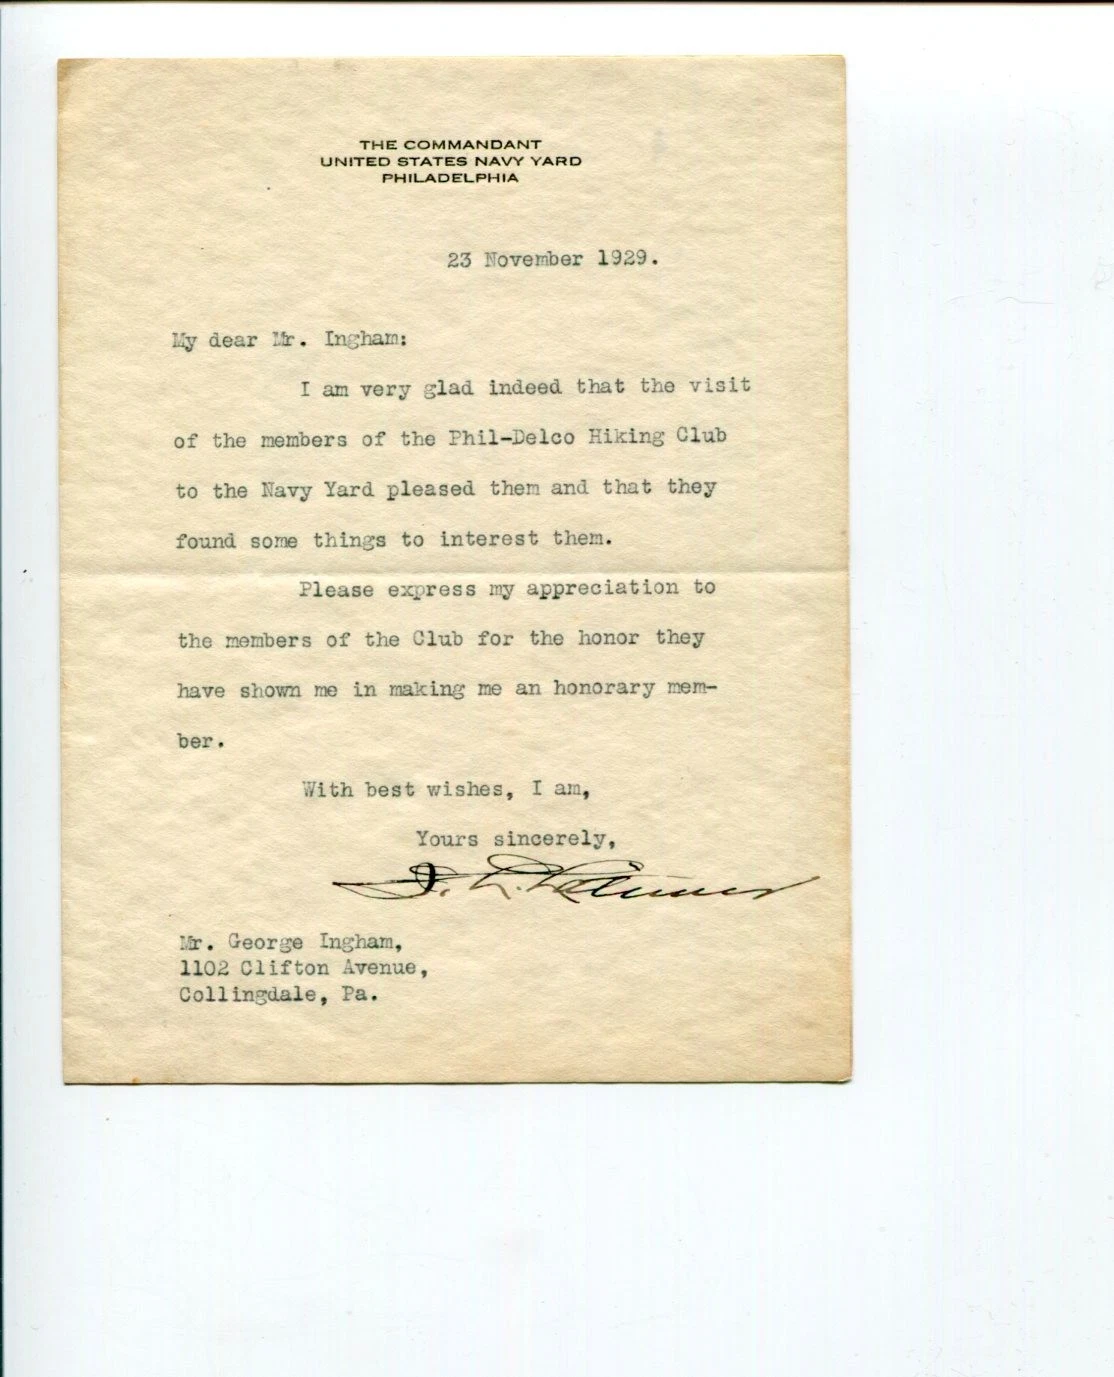 THE COMMANDANT
UNITED STATES NAVY YARD
PHILADELPHIA
23 November 1929.
My dear Mr. Ingham:
I am very glad indeed that the visit
of the members of the Phil-Delco Hiking Club
to the Navy Yard pleased them and that they
found some things to interest them.
Please express my appreciation to
the members of the Club for the honor they
have shown me in making me an honorary mem-
ber.
With best wishes, I am,
Yours sincerely,
Mr. George Ingham,
1102 Clifton Avenue,
Collingdale, Pa.